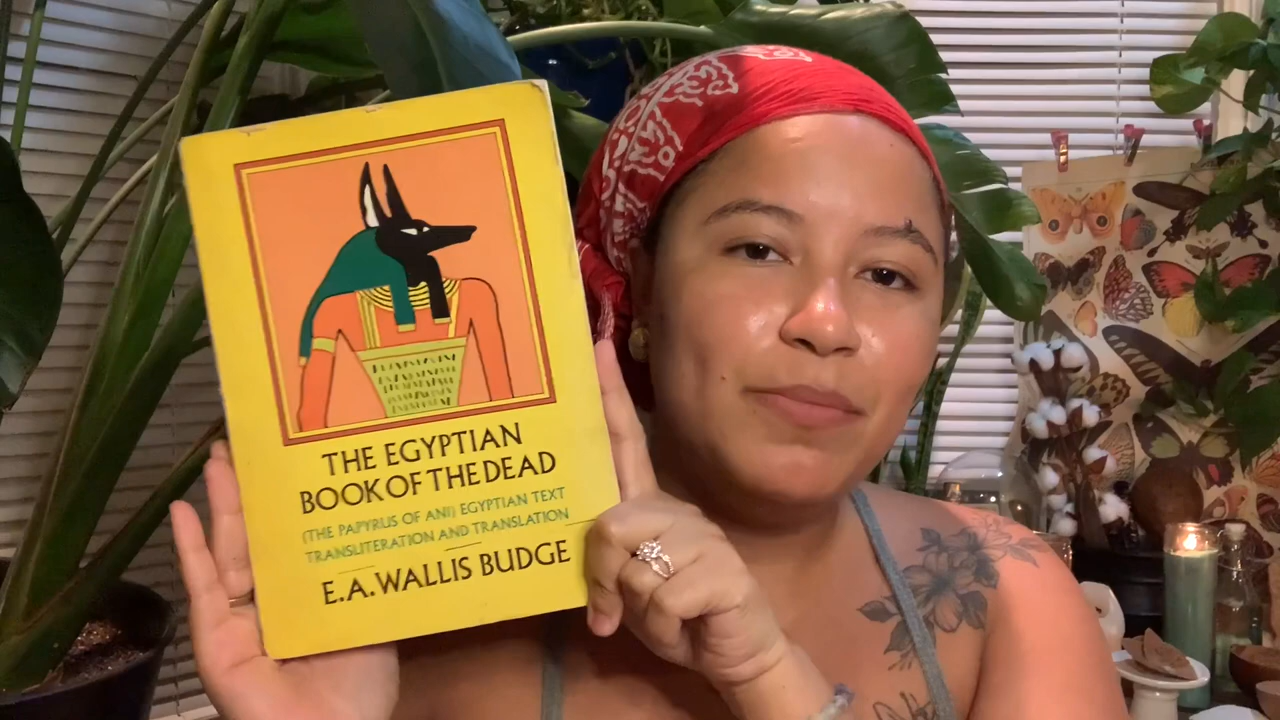 THE EGYPTIAN
BOOK OF THE DEAD
(THE PAPYRUS OF ANI) EGYPTIAN TEXT
TRANSLITERATION AND TRANSLATION
E.A. WALLIS BUDGE